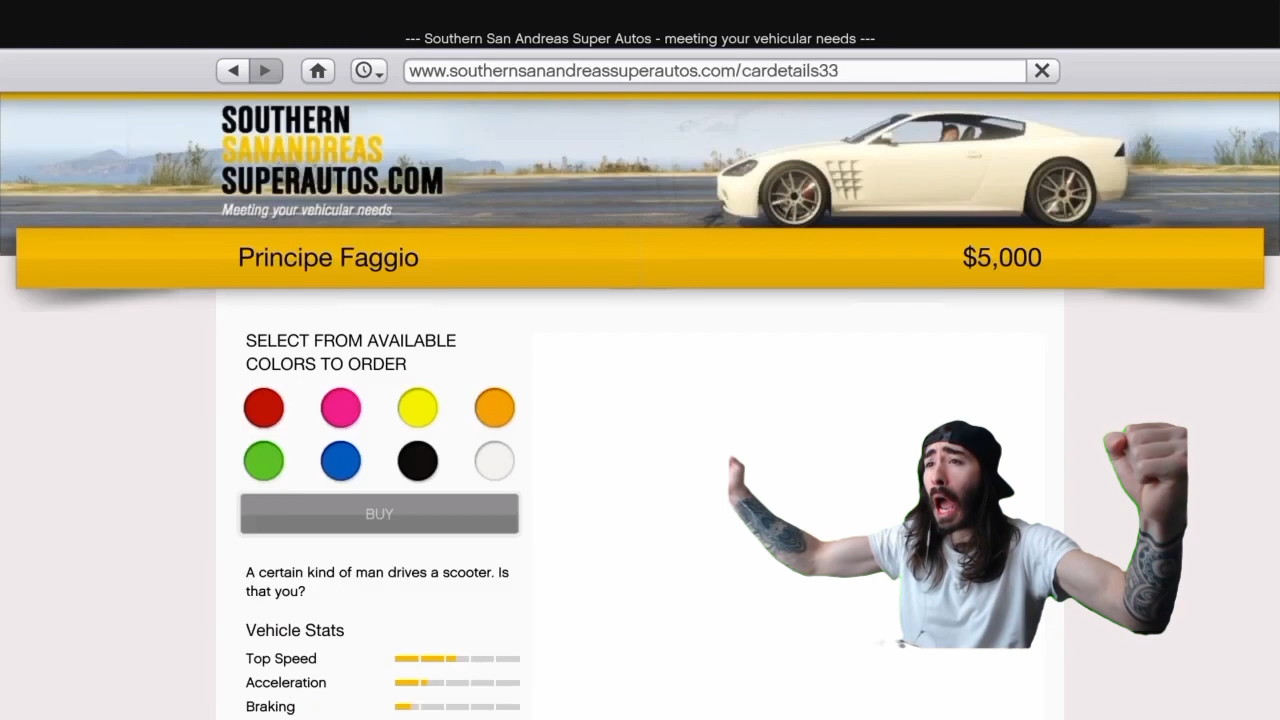 --- Southern San Andreas Super Autos - meeting your vehicular needs ---
www.southernsanandreassuperautos.com/cardetails33
SOUTHERN
SANANDREAS
SUPERAUTOS.COM
Meeting your vehicular needs
Principe Faggio
$5,000
SELECT FROM AVAILABLE
COLORS TO ORDER
BUY
A certain kind of man drives a scooter. Is
that you?
Vehicle Stats
Top Speed
Acceleration
Braking